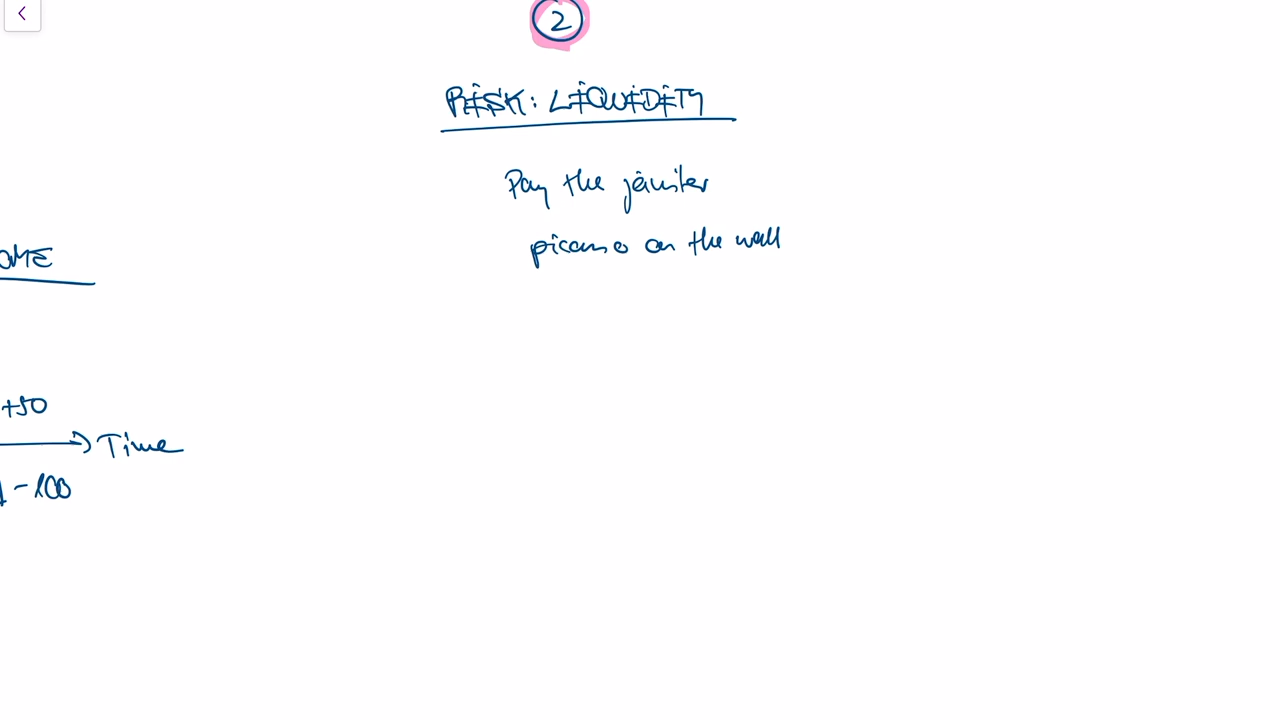 2
RISK: LIQUIDITY
Pay the janitor
picasso on the wall
OME
+50
Time
-100